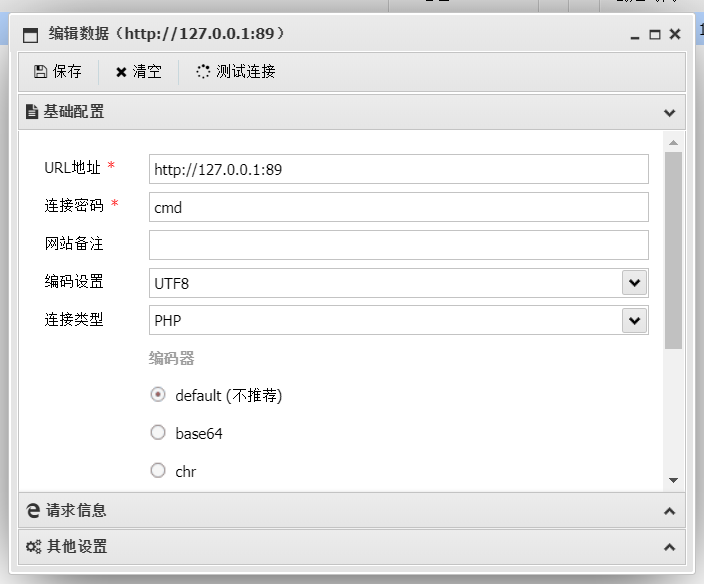 编辑数据（http://127.0.0.1:89）
保存 清空 测试连接
基础配置
URL地址 * http://127.0.0.1:89
连接密码 * cmd
网站备注
编码设置 UTF8
连接类型 PHP
编码器
default (不推荐)
base64
chr
请求信息
其他设置